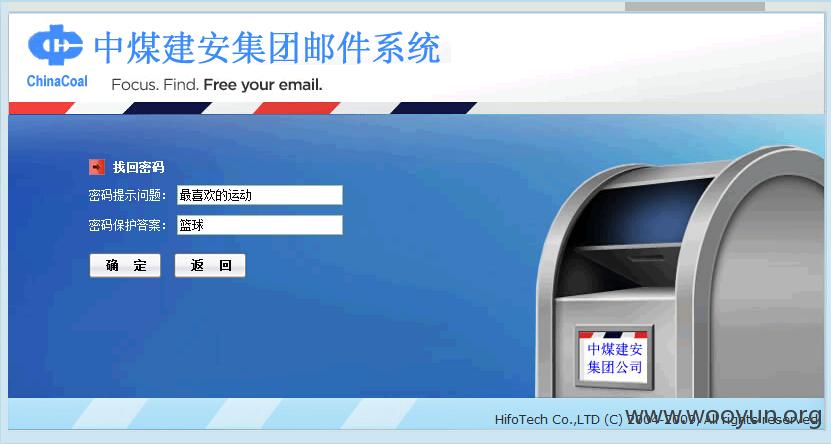 中煤建安集团邮件系统
ChinaCoal
Focus. Find. Free your email.
找回密码
密码提示问题： 最喜欢的运动
密码保护答案： 篮球
确 定 返 回
中煤建安
集团公司
HifoTech Co.,LTD (C) 2004-2009, All rights reserved
www.wooyun.org